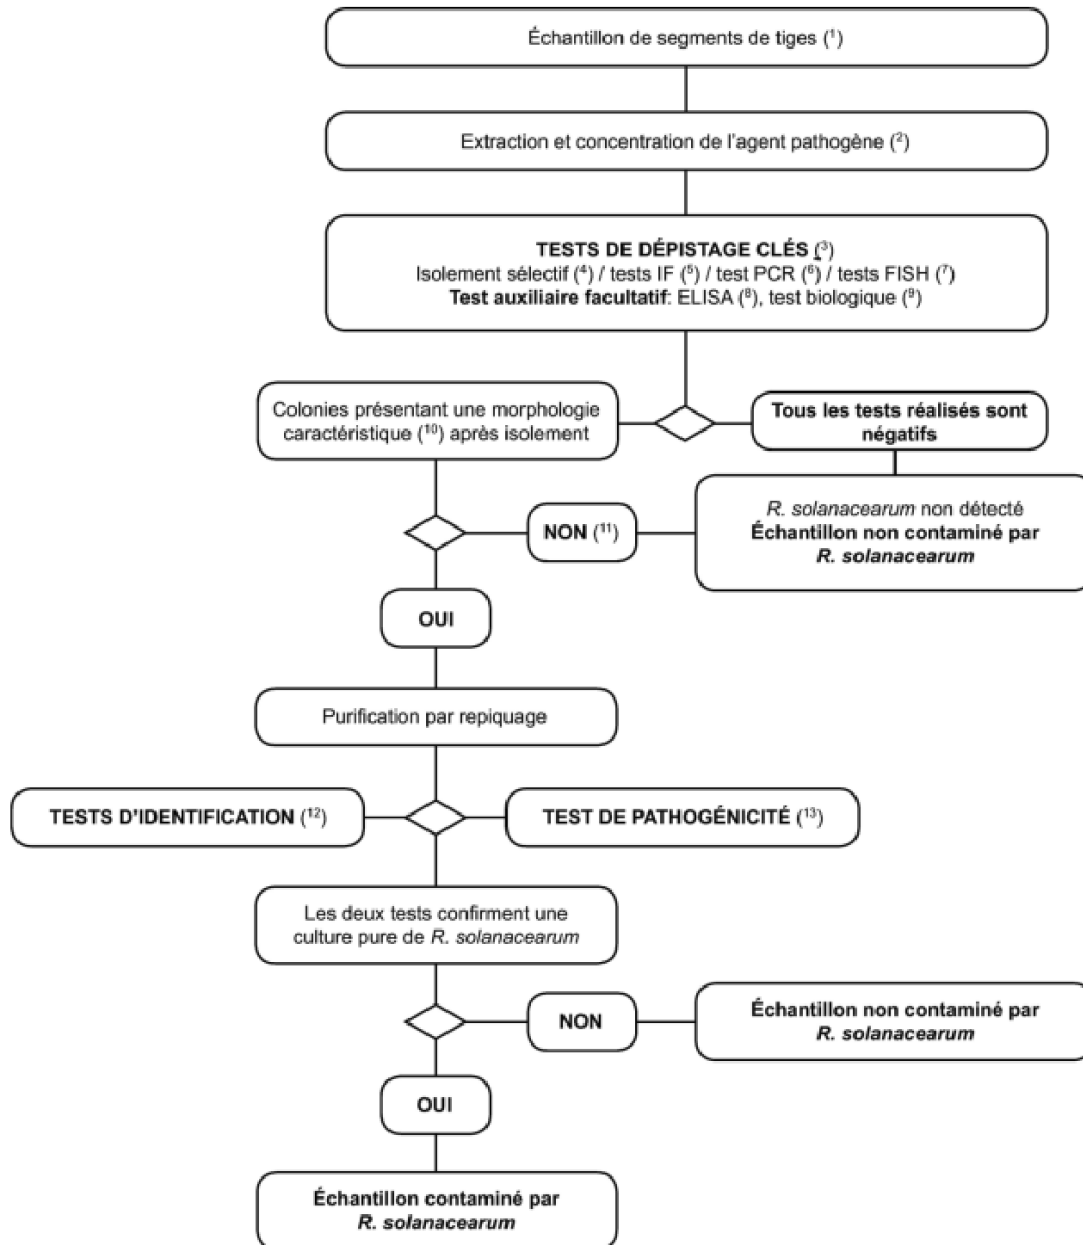 Échantillon de segments de tiges (¹)
Extraction et concentration de l'agent pathogène (²)
TESTS DE DÉPISTAGE CLÉS (³)
Isolement sélectif (⁴) / tests IF (⁵) / test PCR (⁶) / tests FISH (⁷)
Test auxiliaire facultatif: ELISA (⁸), test biologique (⁹)
Colonies présentant une morphologie
caractéristique (¹⁰) après isolement
Tous les tests réalisés sont
négatifs
NON (¹¹)
R. solanacearum non détecté
Échantillon non contaminé par
R. solanacearum
OUI
Purification par repiquage
TESTS D'IDENTIFICATION (¹²)
TEST DE PATHOGÉNICITÉ (¹³)
Les deux tests confirment une
culture pure de R. solanacearum
NON
Échantillon non contaminé par
R. solanacearum
OUI
Échantillon contaminé par
R. solanacearum